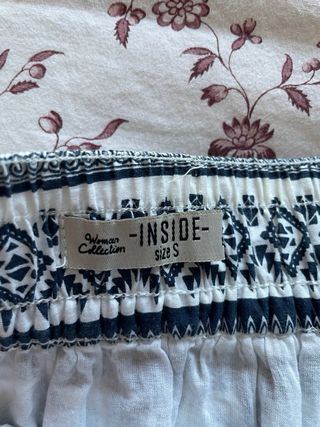 Woman
Collection
-INSIDE-
size S